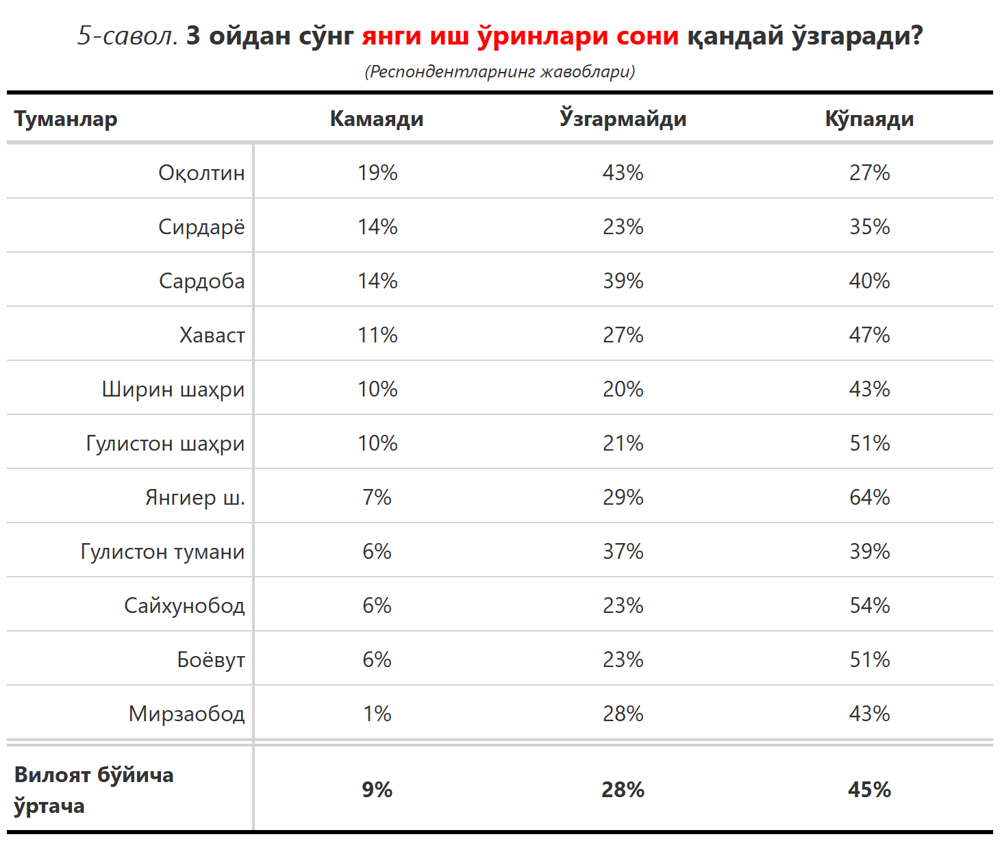 5-савол. 3 ойдан сўнг янги иш ўринлари сони қандай ўзгаради?
(Респондентларнинг жавоблари)
Туманлар Камаяди Ўзгармайди Кўпаяди
Оқолтин 19% 43% 27%
Сирдарё 14% 23% 35%
Сардоба 14% 39% 40%
Хаваст 11% 27% 47%
Ширин шаҳри 10% 20% 43%
Гулистон шаҳри 10% 21% 51%
Янгиер ш. 7% 29% 64%
Гулистон тумани 6% 37% 39%
Сайхунобод 6% 23% 54%
Боёвут 6% 23% 51%
Мирзаобод 1% 28% 43%
Вилоят бўйича
ўртача 9% 28% 45%